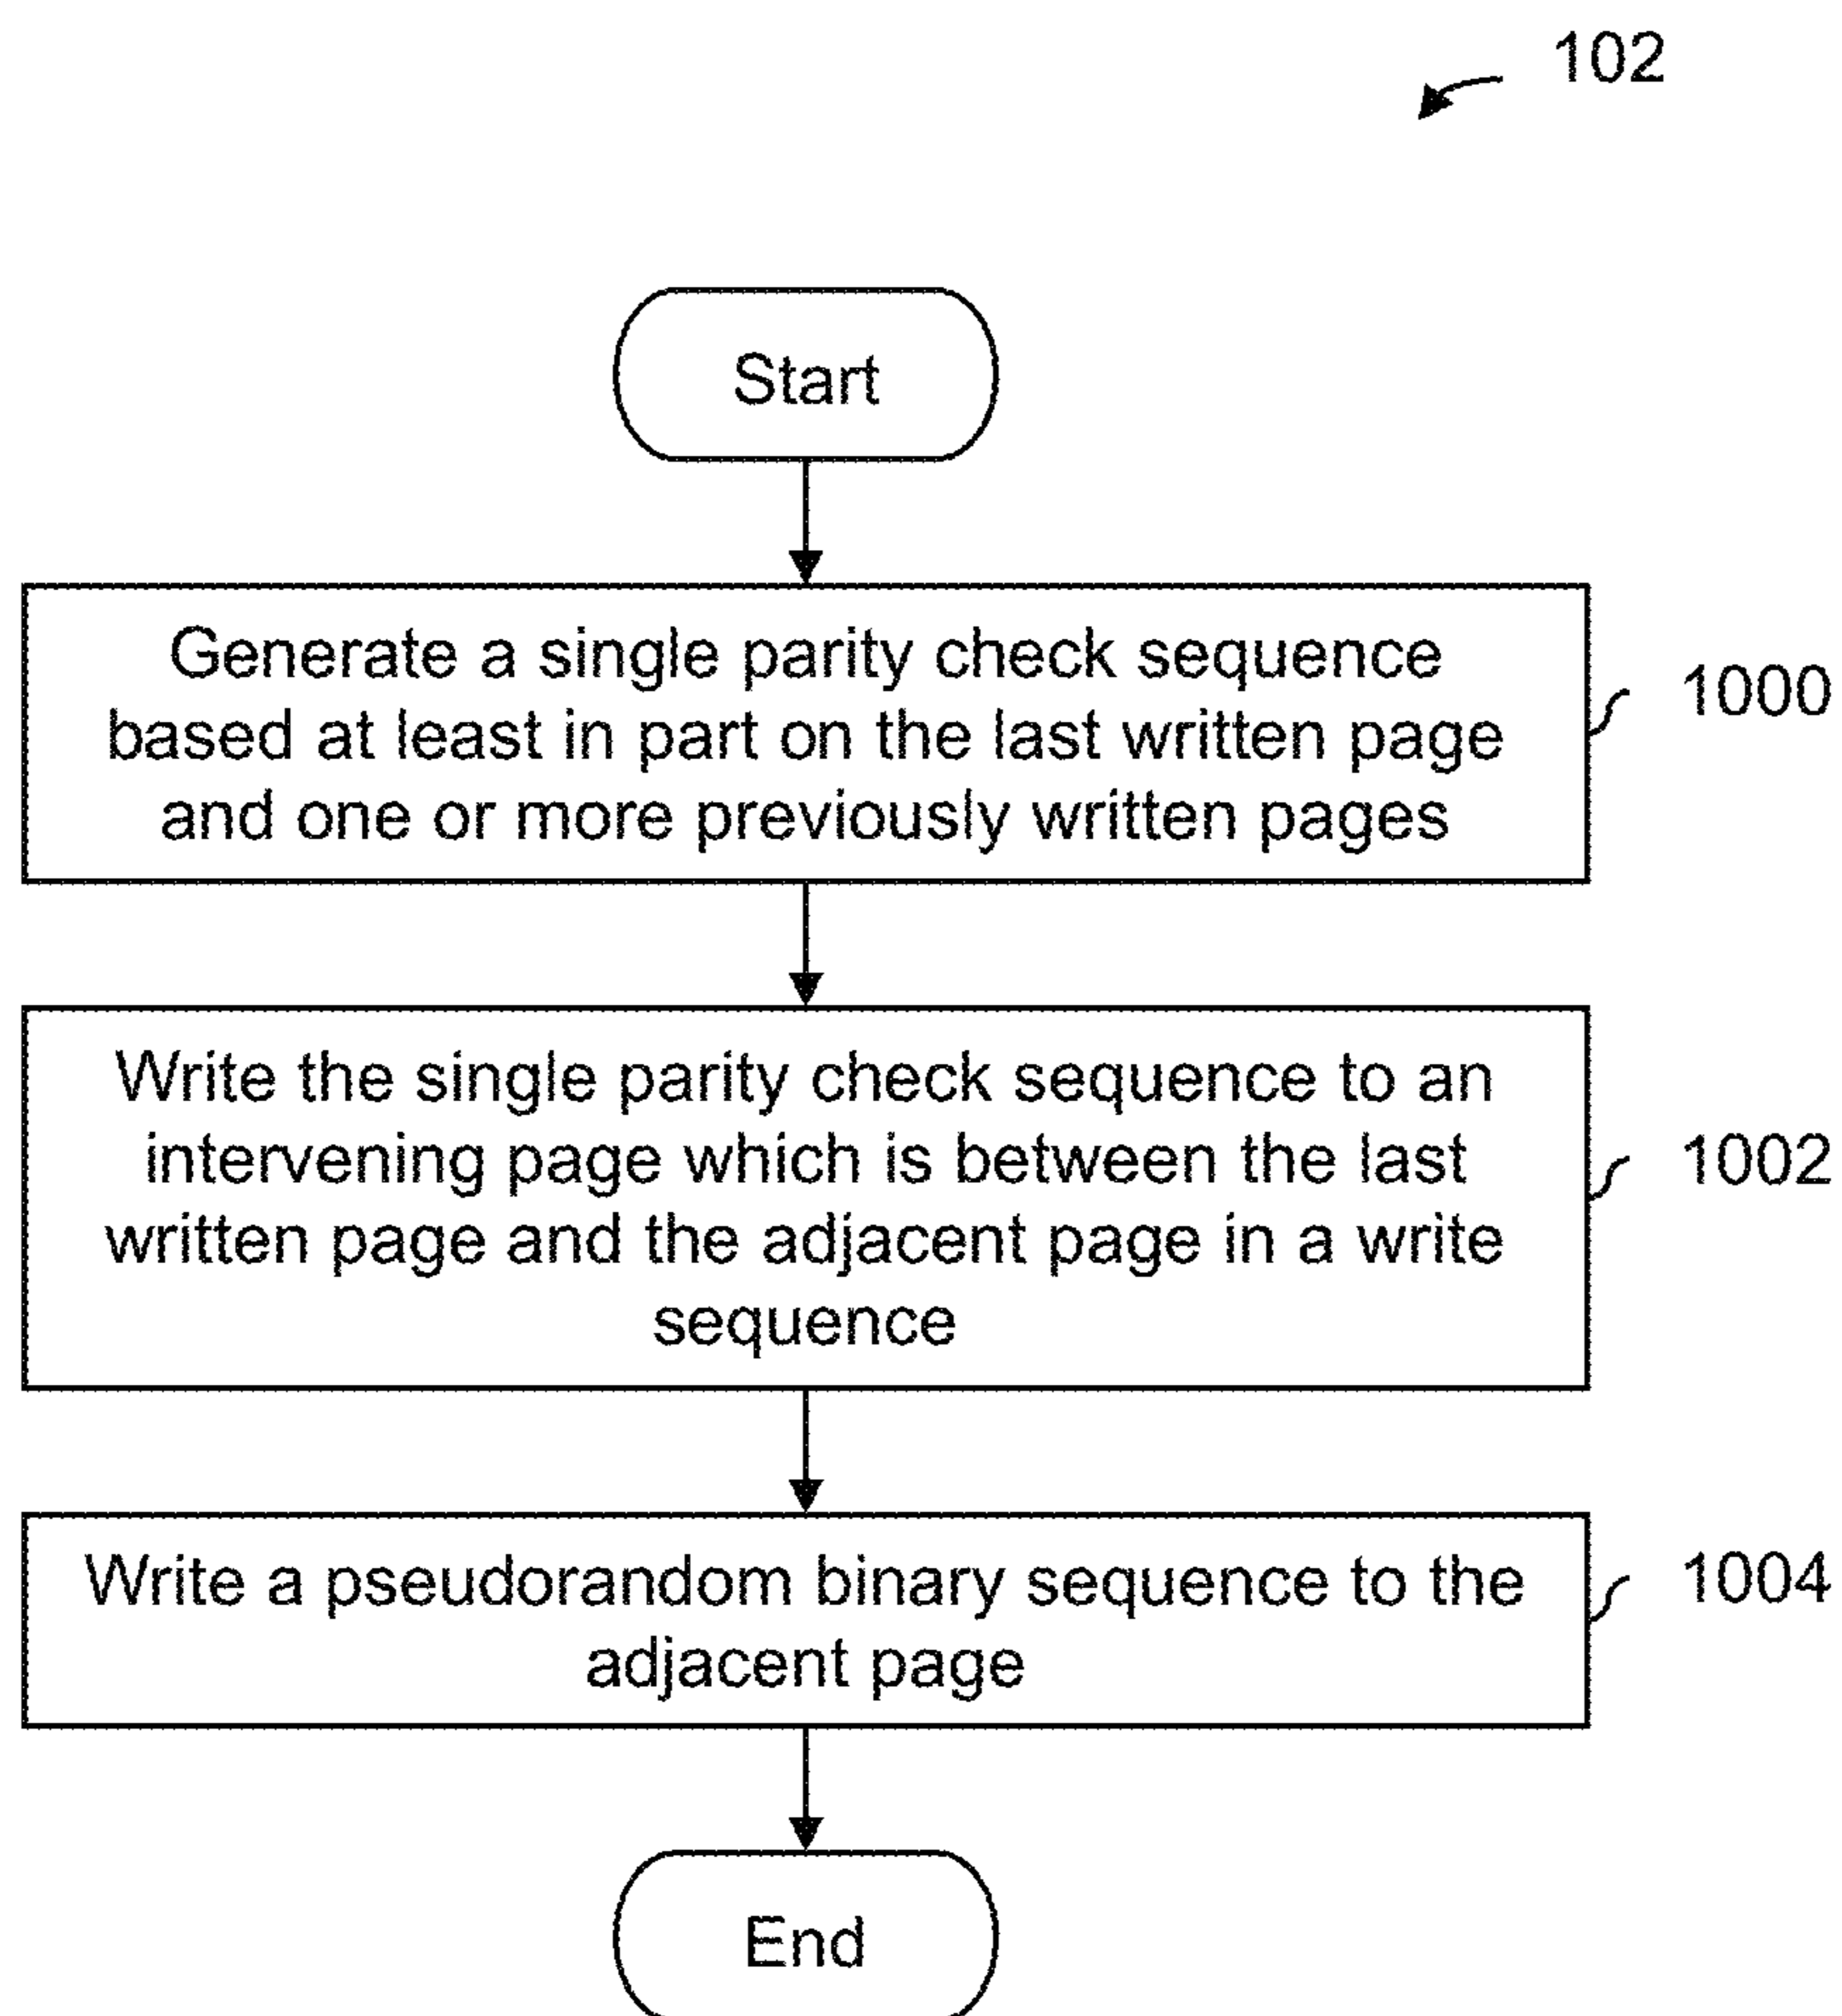 102
Start
Generate a single parity check sequence
based at least in part on the last written page
and one or more previously written pages
1000
Write the single parity check sequence to an
intervening page which is between the last
written page and the adjacent page in a write
sequence
1002
Write a pseudorandom binary sequence to the
adjacent page
1004
End